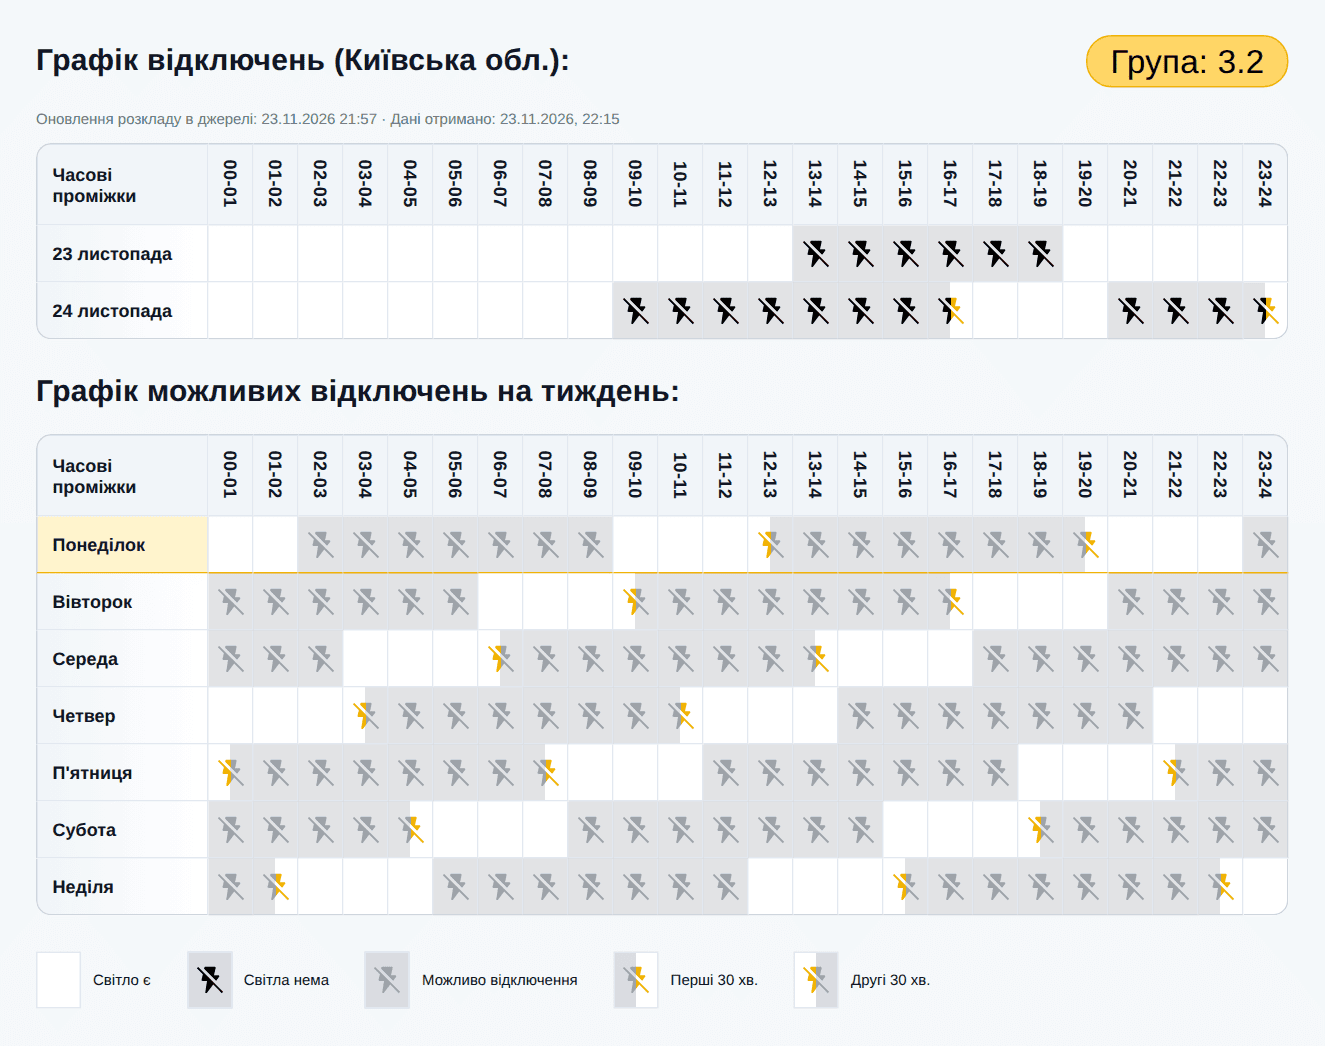 Графік відключень (Київська обл.):
Група: 3.2
Оновлення розкладу в джерелі: 23.11.2026 21:57 · Дані отримано: 23.11.2026, 22:15
Часові
проміжки
00-01 01-02 02-03 03-04 04-05 05-06 06-07 07-08 08-09 09-10 10-11 11-12 12-13 13-14 14-15 15-16 16-17 17-18 18-19 19-20 20-21 21-22 22-23 23-24
23 листопада
24 листопада
Графік можливих відключень на тиждень:
Часові
проміжки
00-01 01-02 02-03 03-04 04-05 05-06 06-07 07-08 08-09 09-10 10-11 11-12 12-13 13-14 14-15 15-16 16-17 17-18 18-19 19-20 20-21 21-22 22-23 23-24
Понеділок
Вівторок
Середа
Четвер
П'ятниця
Субота
Неділя
Світло є Світла нема Можливо відключення Перші 30 хв. Другі 30 хв.